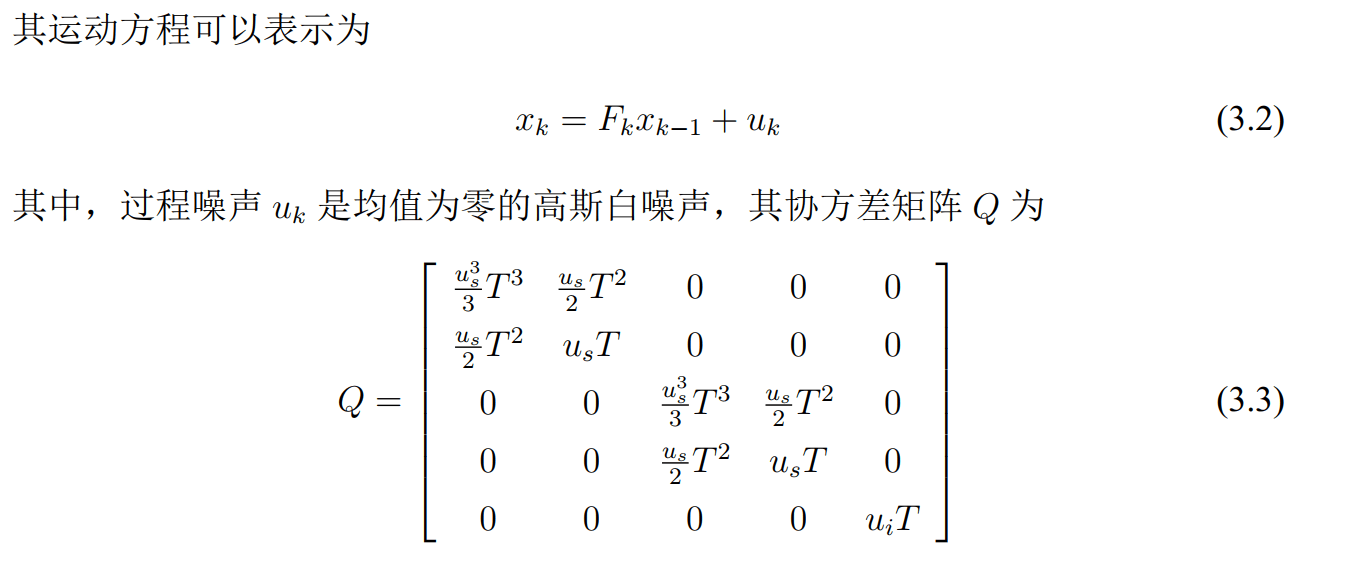 其运动方程可以表示为
$x_k = F_k x_{k-1} + u_k$ (3.2)
其中，过程噪声 $u_k$ 是均值为零的高斯白噪声，其协方差矩阵 $Q$ 为
$Q = \begin{bmatrix} \frac{u_s^3}{3}T^3 & \frac{u_s}{2}T^2 & 0 & 0 & 0 \\ \frac{u_s}{2}T^2 & u_sT & 0 & 0 & 0 \\ 0 & 0 & \frac{u_s^3}{3}T^3 & \frac{u_s}{2}T^2 & 0 \\ 0 & 0 & \frac{u_s}{2}T^2 & u_sT & 0 \\ 0 & 0 & 0 & 0 & u_iT \end{bmatrix}$ (3.3)